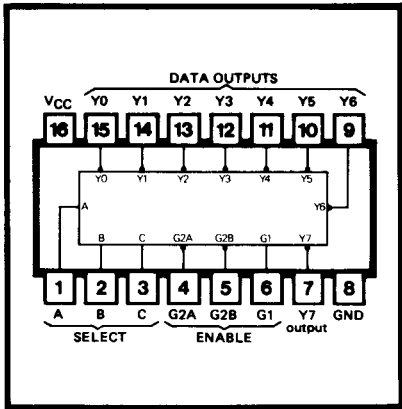 DATA OUTPUTS
VCC Y0 Y1 Y2 Y3 Y4 Y5 Y6
16 15 14 13 12 11 10 9
Y0 Y1 Y2 Y3 Y4 Y5
A Y6
B C G2A G2B G1 Y7
1 2 3 4 5 6 7 8
A B C G2A G2B G1 Y7 GND
output
SELECT ENABLE